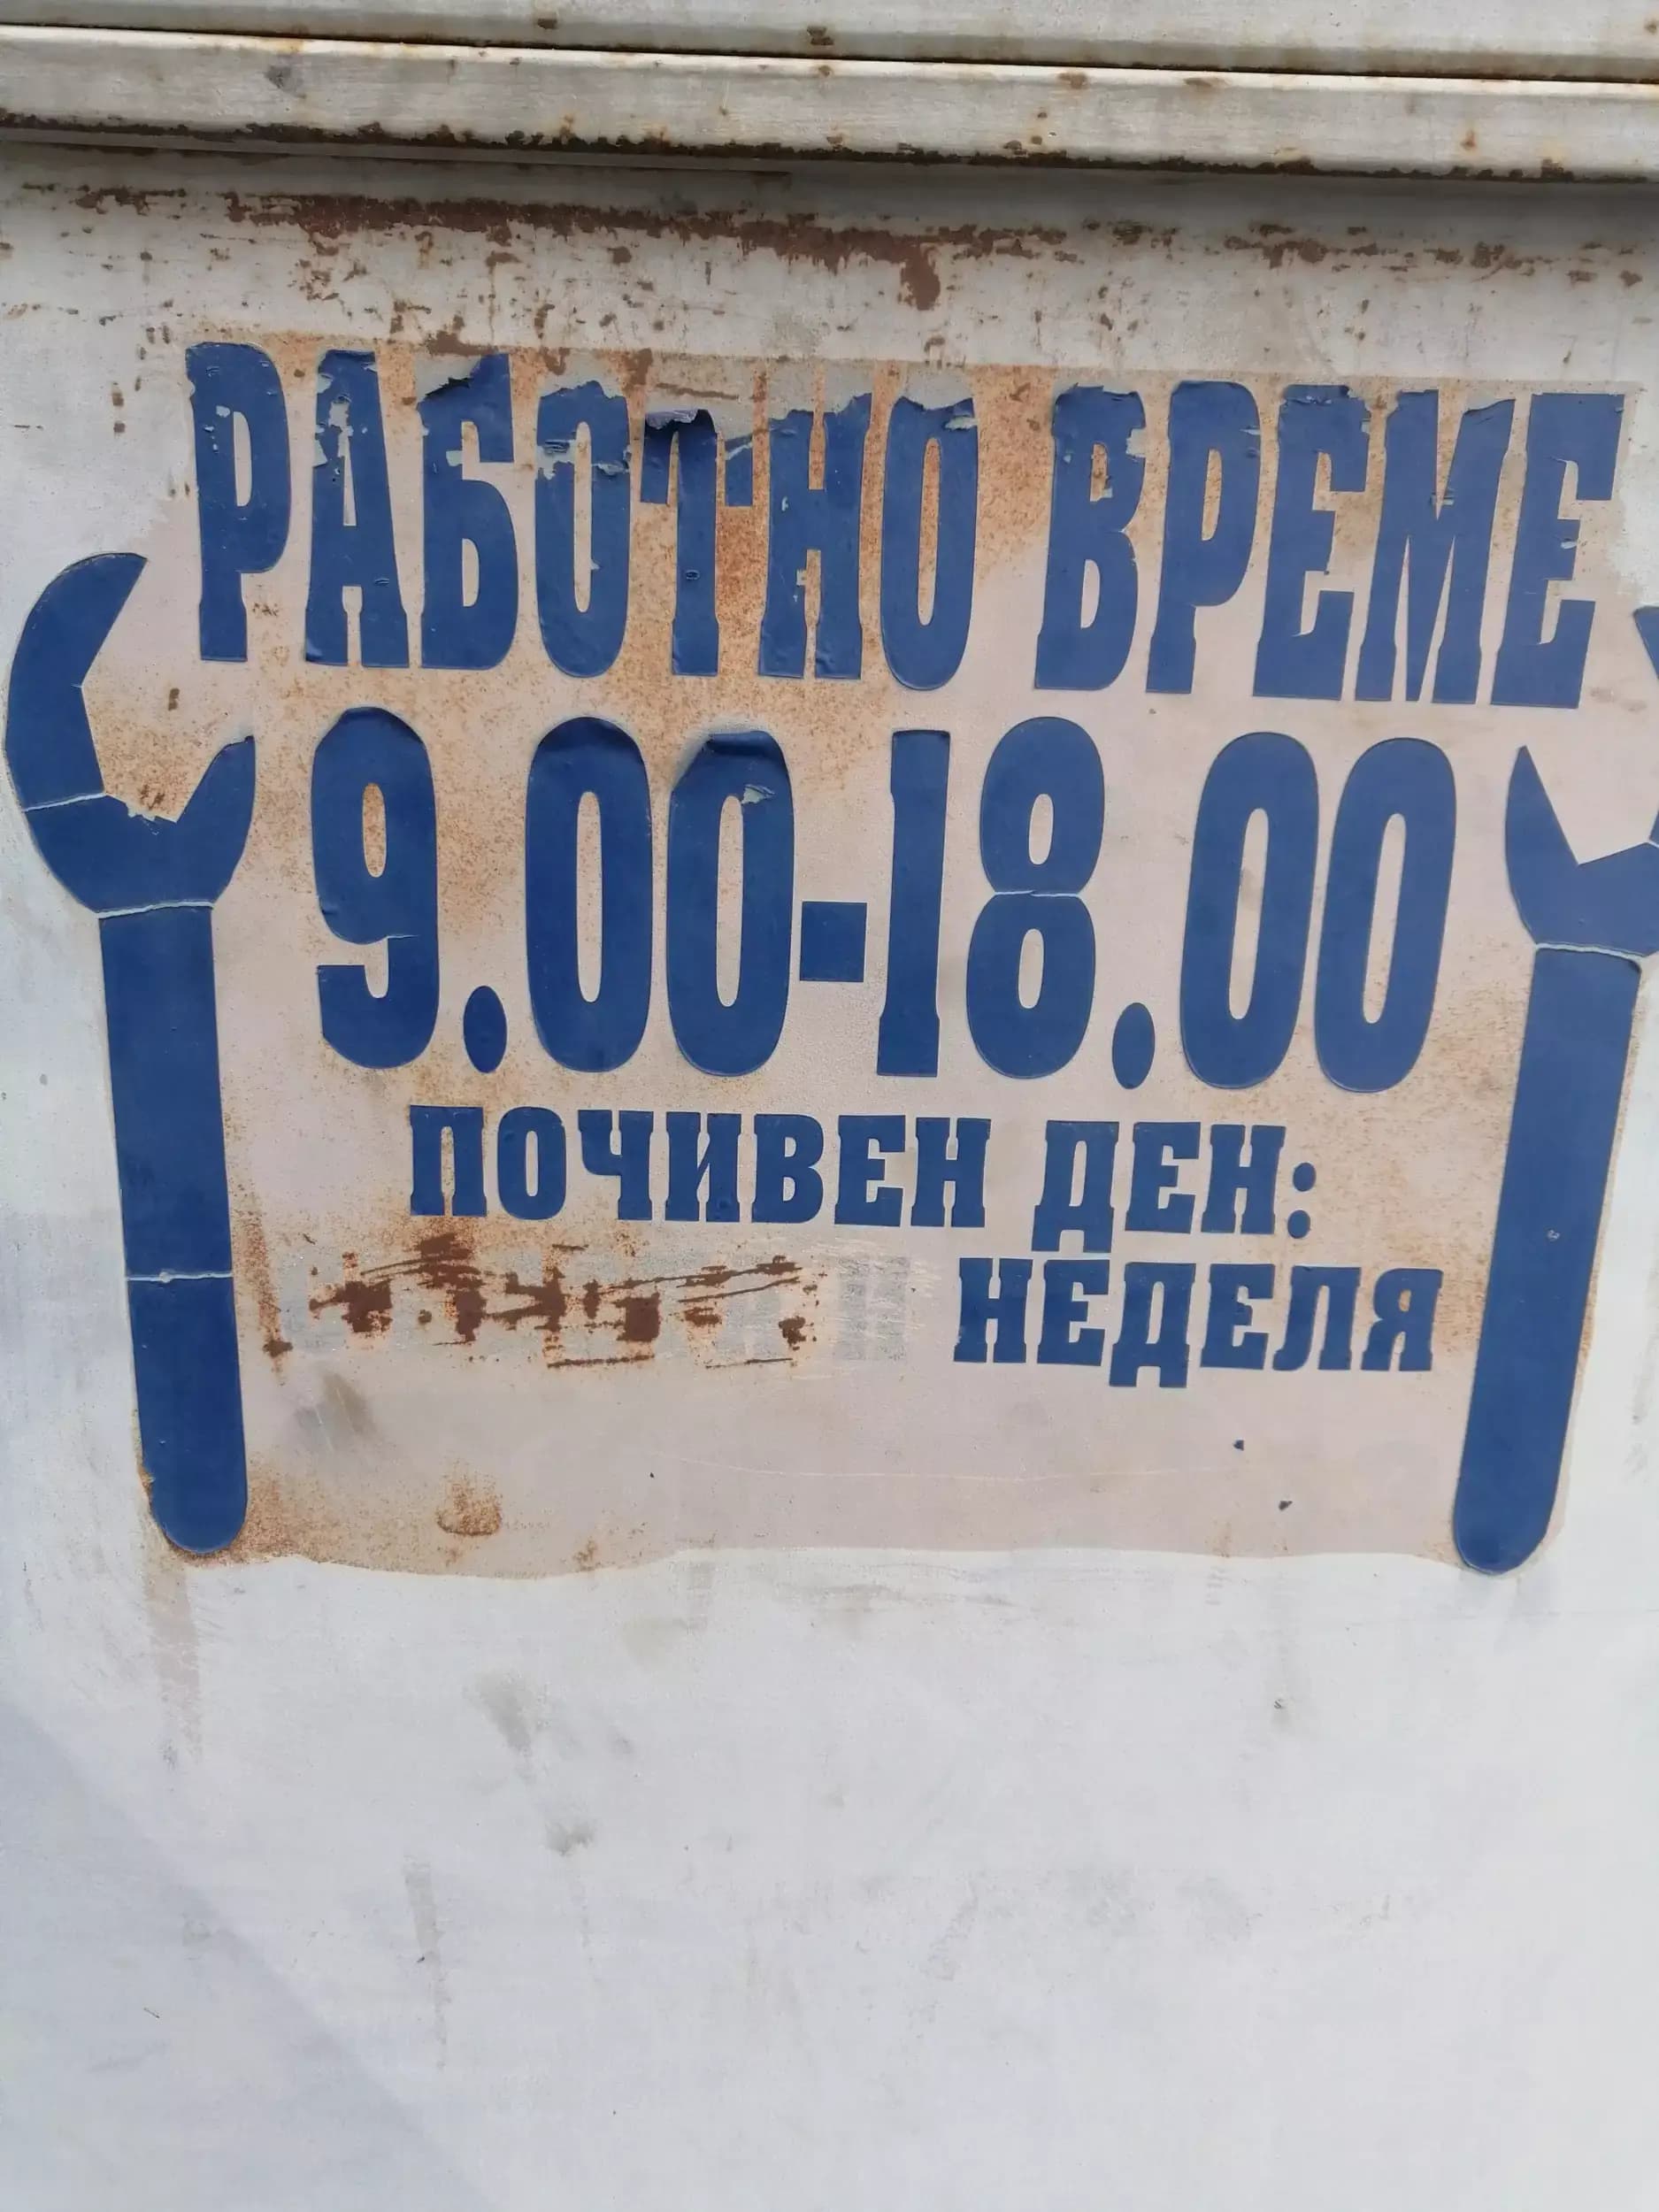 РАБОТНО ВРЕМЕ
9.00-18.00
ПОЧИВЕН ДЕН:
НЕДЕЛЯ